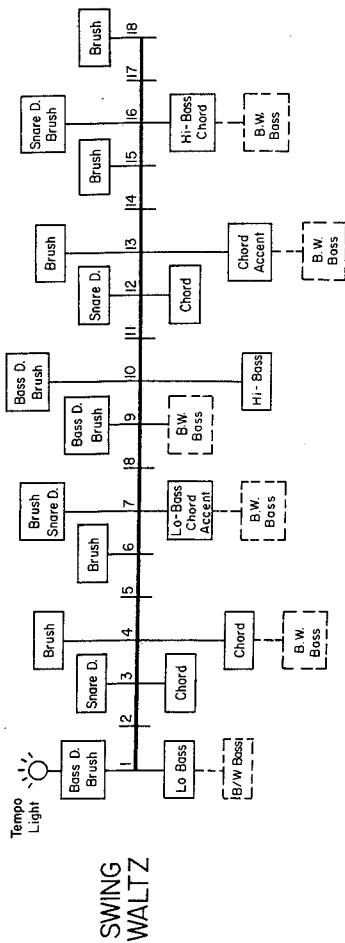 SWING
WALTZ
Tempo
Light
Bass D.
Brush
Snare D.
Brush
Brush
Brush
Snare D.
Bass D.
Brush
Bass D.
Brush
Snare D.
Brush
Brush
Snare D.
Brush
Brush
1 2 3 4 5 6 7 8 9 10 11 12 13 14 15 16 17 18
Lo Bass
B/W Bass
Chord
Chord
B.W.
Bass
Lo-Bass
Chord
Accent
B.W.
Bass
B.W.
Bass
Hi-Bass
Chord
Chord
Accent
B.W.
Bass
Hi-Bass
Chord
B.W.
Bass